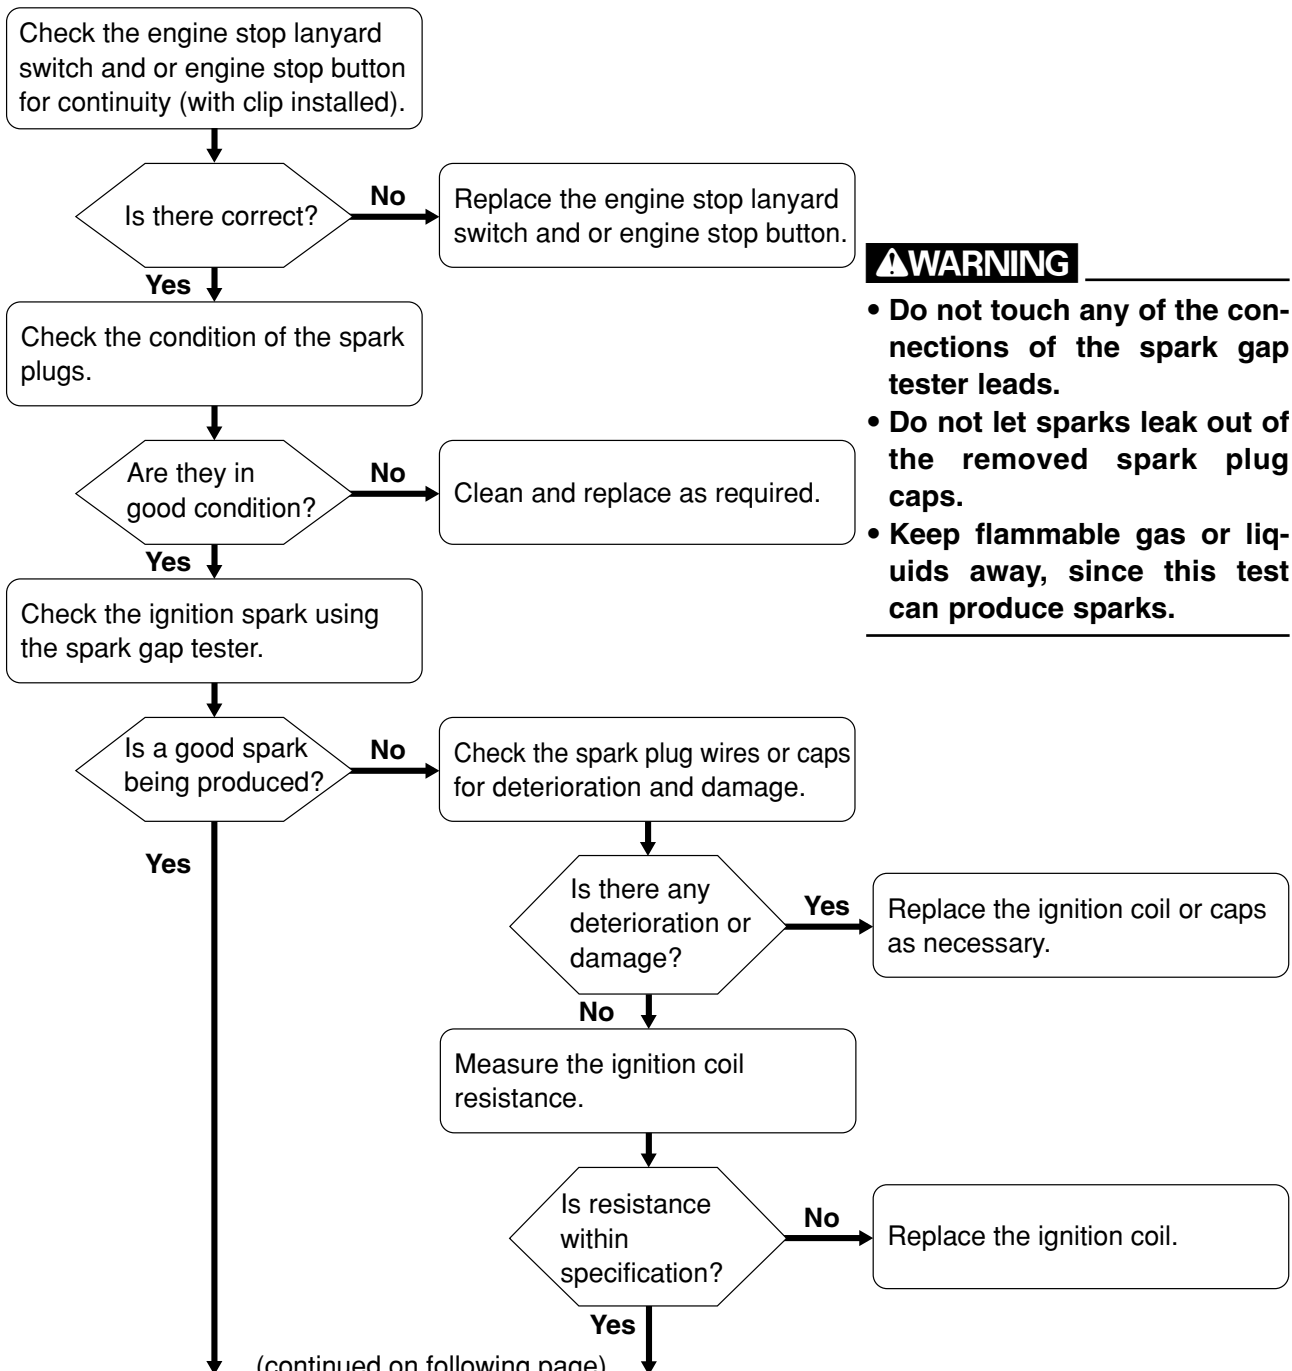 Check the engine stop lanyard
switch and or engine stop button
for continuity (with clip installed).
Is there correct?
No
Replace the engine stop lanyard
switch and or engine stop button.
Yes
Check the condition of the spark
plugs.
Are they in
good condition?
No
Clean and replace as required.
Yes
Check the ignition spark using
the spark gap tester.
Is a good spark
being produced?
No
Check the spark plug wires or caps
for deterioration and damage.
Yes
Is there any
deterioration or
damage?
Yes
Replace the ignition coil or caps
as necessary.
No
Measure the ignition coil
resistance.
Is resistance
within
specification?
No
Replace the ignition coil.
Yes
(continued on following page)
WARNING
• Do not touch any of the con-
nections of the spark gap
tester leads.
• Do not let sparks leak out of
the removed spark plug
caps.
• Keep flammable gas or liq-
uids away, since this test
can produce sparks.